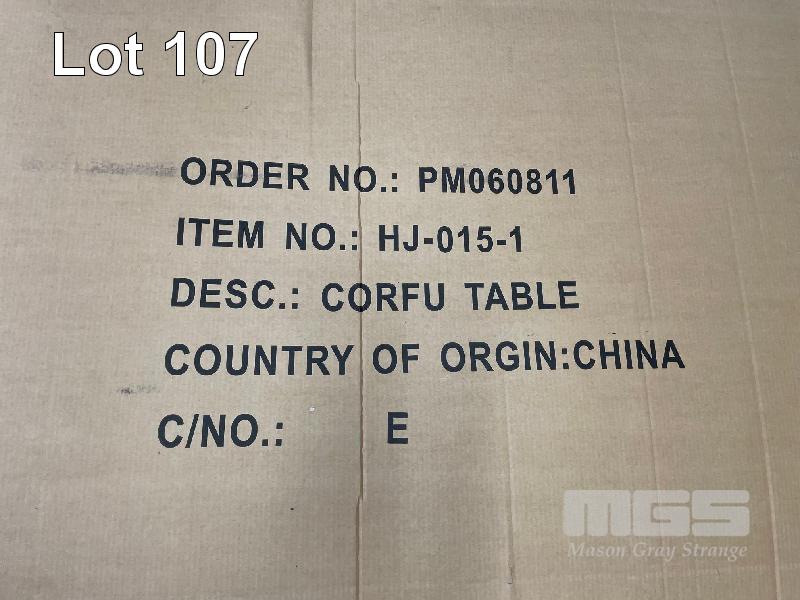 Lot 107
ORDER NO.: PM060811
ITEM NO.: HJ-015-1
DESC.: CORFU TABLE
COUNTRY OF ORGIN:CHINA
C/NO.: E
MGS
Mason Gray Strange